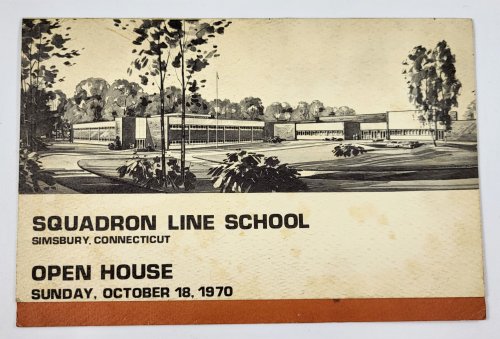 SQUADRON LINE SCHOOL
SIMSBURY, CONNECTICUT
OPEN HOUSE
SUNDAY, OCTOBER 18, 1970